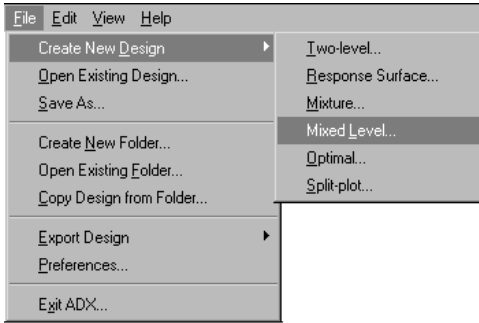 File Edit View Help
Create New Design
Open Existing Design...
Save As...
Create New Folder...
Open Existing Folder...
Copy Design from Folder...
Export Design
Preferences...
Exit ADX...
Two-level...
Response Surface...
Mixture...
Mixed Level...
Optimal...
Split-plot...